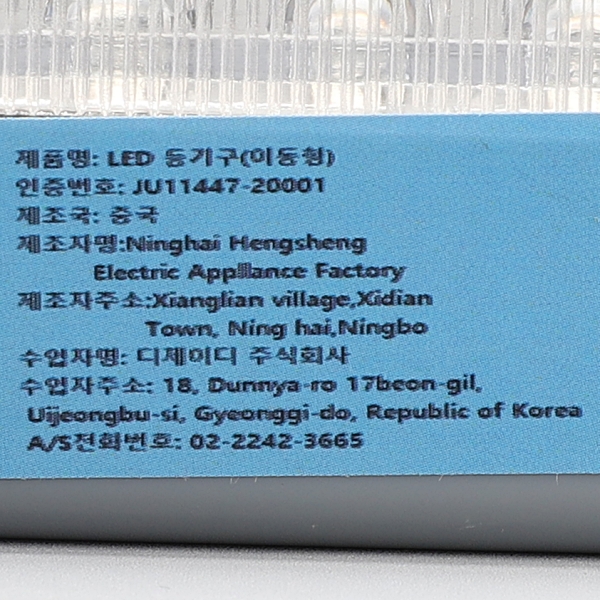 제품명: LED 등기구(이동형)
인증번호: JU11447-20001
제조국: 중국
제조자명:Ninghai Hengsheng
Electric Appliance Factory
제조자주소:Xianglian village,Xidian
Town, Ning hai,Ningbo
수입자명: 디제이디 주식회사
수입자주소: 18, Dunnya-ro 17beon-gil,
Uijeongbu-si, Gyeonggi-do, Republic of Korea
A/S전화번호: 02-2242-3665